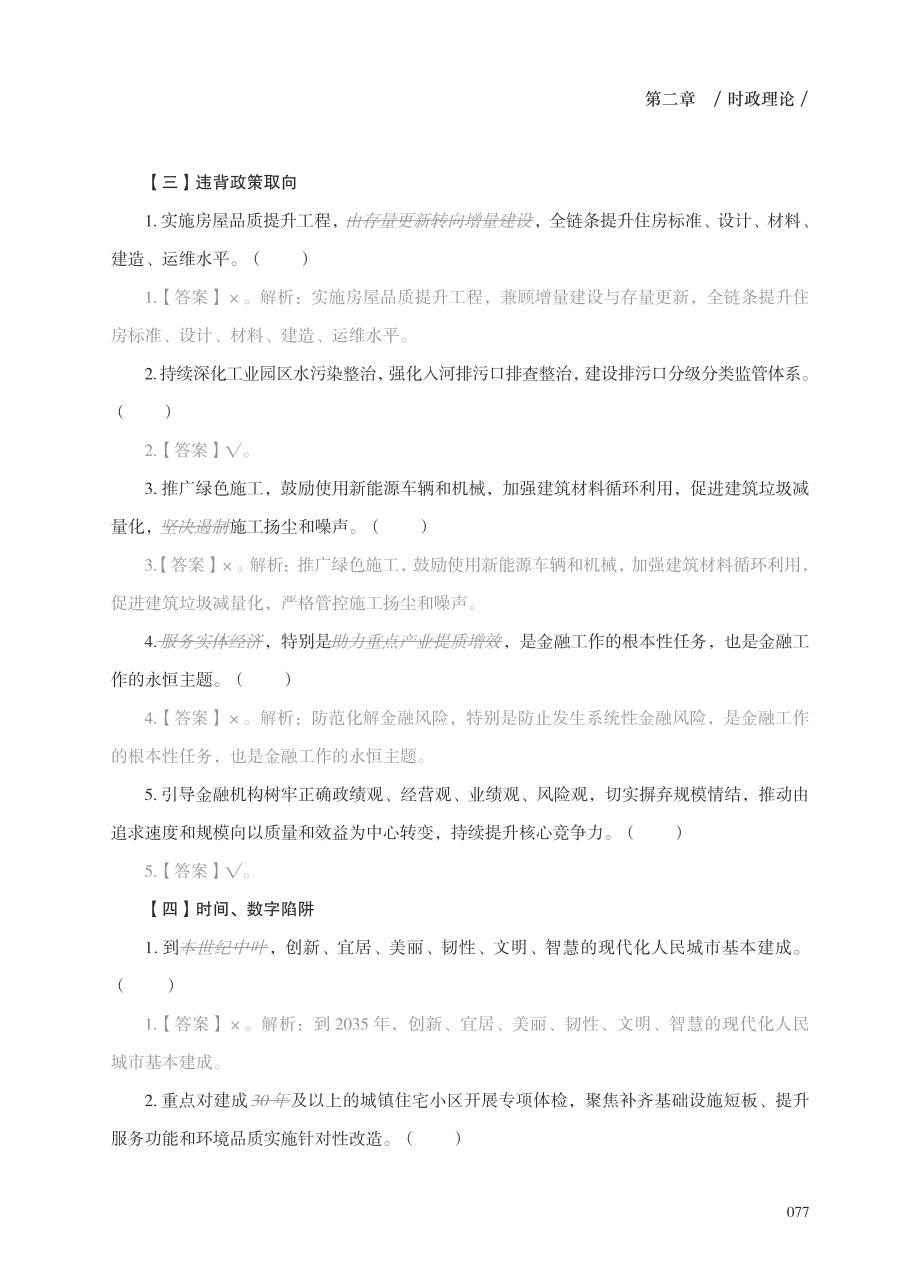 第二章 / 时政理论 /
【三】违背政策取向
1. 实施房屋品质提升工程，由存量更新转向增量建设，全链条提升住房标准、设计、材料、
建造、运维水平。（　　）
1.【答案】×。解析：实施房屋品质提升工程，兼顾增量建设与存量更新，全链条提升住
房标准、设计、材料、建造、运维水平。
2. 持续深化工业园区水污染整治，强化入河排污口排查整治，建设排污口分级分类监管体系。
（　　）
2.【答案】√。
3. 推广绿色施工，鼓励使用新能源车辆和机械，加强建筑材料循环利用，促进建筑垃圾减
量化，坚决遏制施工扬尘和噪声。（　　）
3.【答案】×。解析：推广绿色施工，鼓励使用新能源车辆和机械，加强建筑材料循环利用，
促进建筑垃圾减量化，严格管控施工扬尘和噪声。
4. 服务实体经济，特别是助力重点产业提质增效，是金融工作的根本性任务，也是金融工
作的永恒主题。（　　）
4.【答案】×。解析：防范化解金融风险，特别是防止发生系统性金融风险，是金融工作
的根本性任务，也是金融工作的永恒主题。
5. 引导金融机构树牢正确政绩观、经营观、业绩观、风险观，切实摒弃规模情结，推动由
追求速度和规模向以质量和效益为中心转变，持续提升核心竞争力。（　　）
5.【答案】√。
【四】时间、数字陷阱
1. 到本世纪中叶，创新、宜居、美丽、韧性、文明、智慧的现代化人民城市基本建成。
（　　）
1.【答案】×。解析：到 2035 年，创新、宜居、美丽、韧性、文明、智慧的现代化人民
城市基本建成。
2. 重点对建成 30 年及以上的城镇住宅小区开展专项体检，聚焦补齐基础设施短板、提升
服务功能和环境品质实施针对性改造。（　　）
077